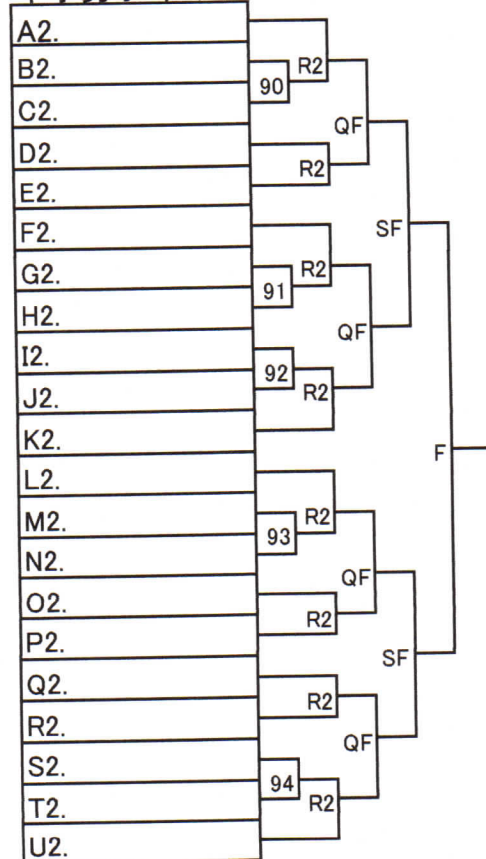 A2.
B2.
C2.
D2.
E2.
F2.
G2.
H2.
I2.
J2.
K2.
L2.
M2.
N2.
O2.
P2.
Q2.
R2.
S2.
T2.
U2.
90
R2
QF
R2
SF
91
R2
QF
92
R2
F
93
R2
QF
R2
SF
R2
QF
94
R2